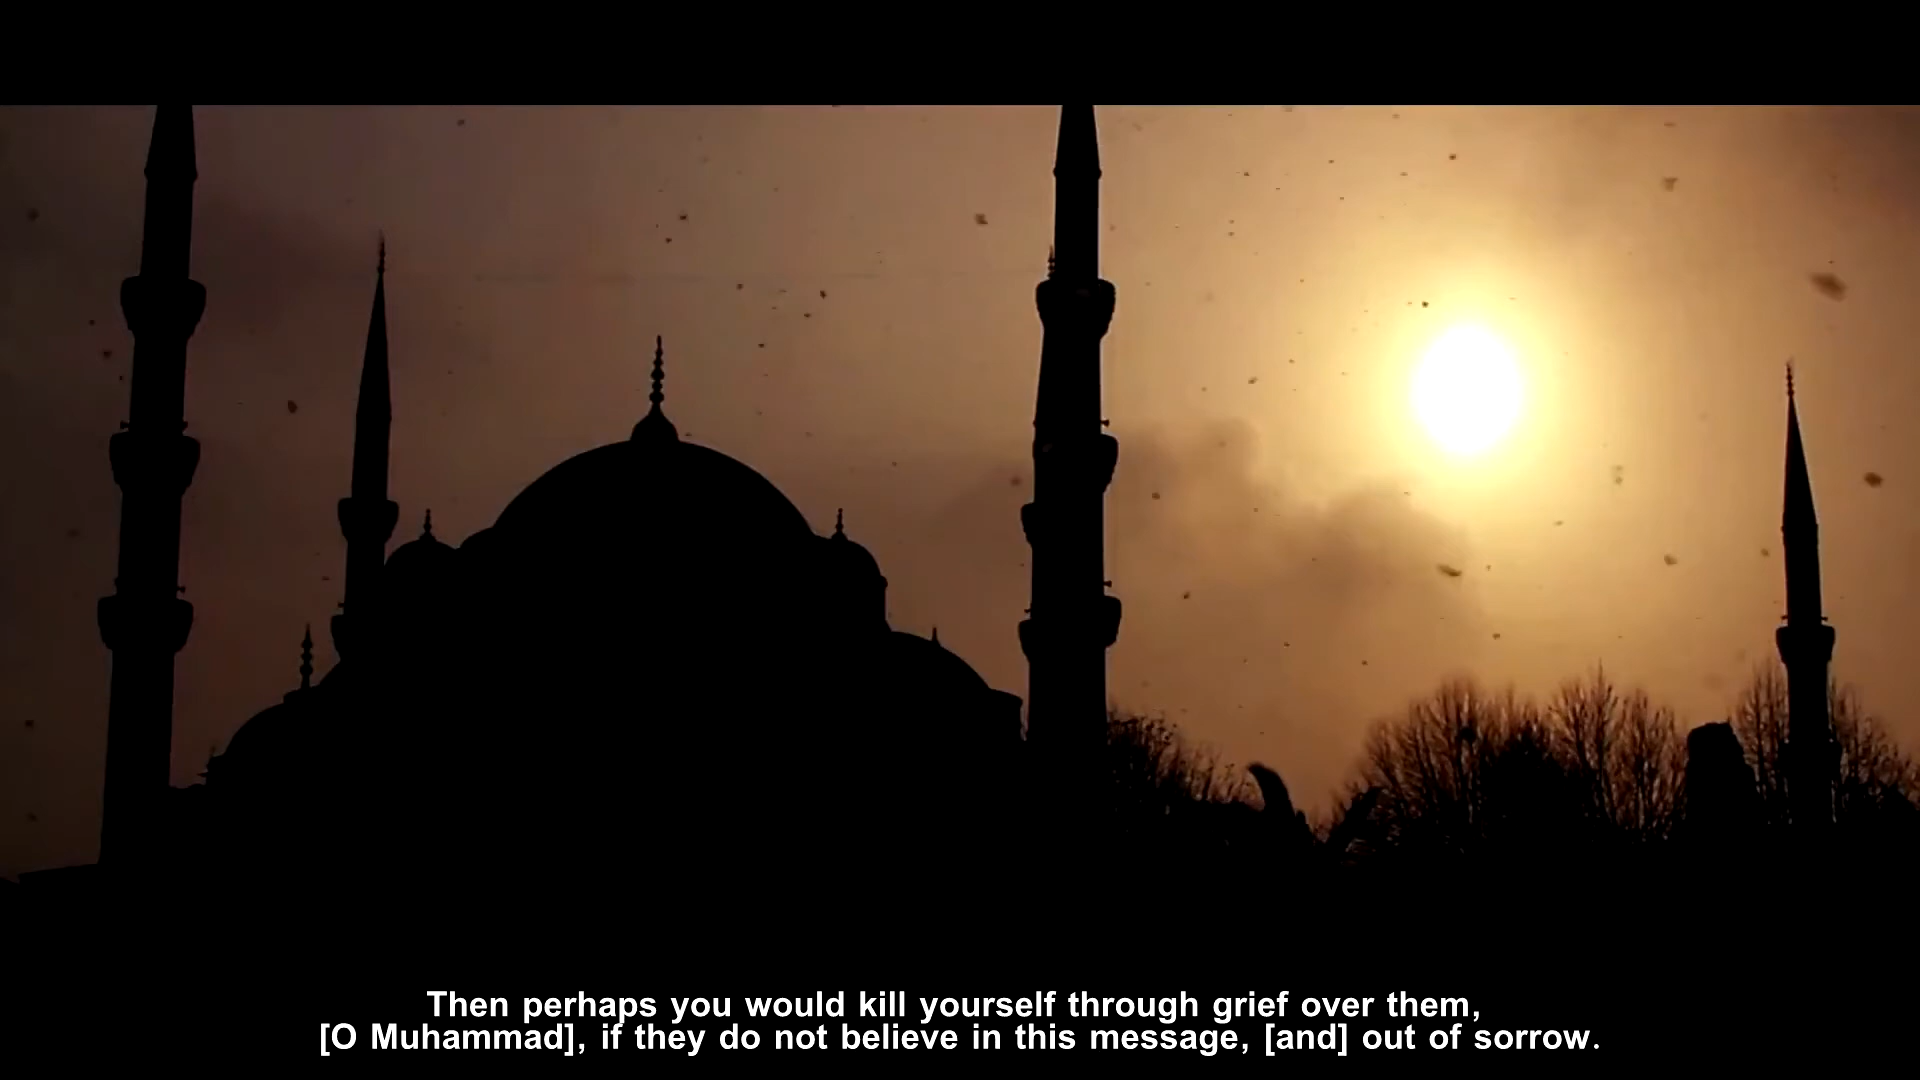 Then perhaps you would kill yourself through grief over them,
[O Muhammad], if they do not believe in this message, [and] out of sorrow.